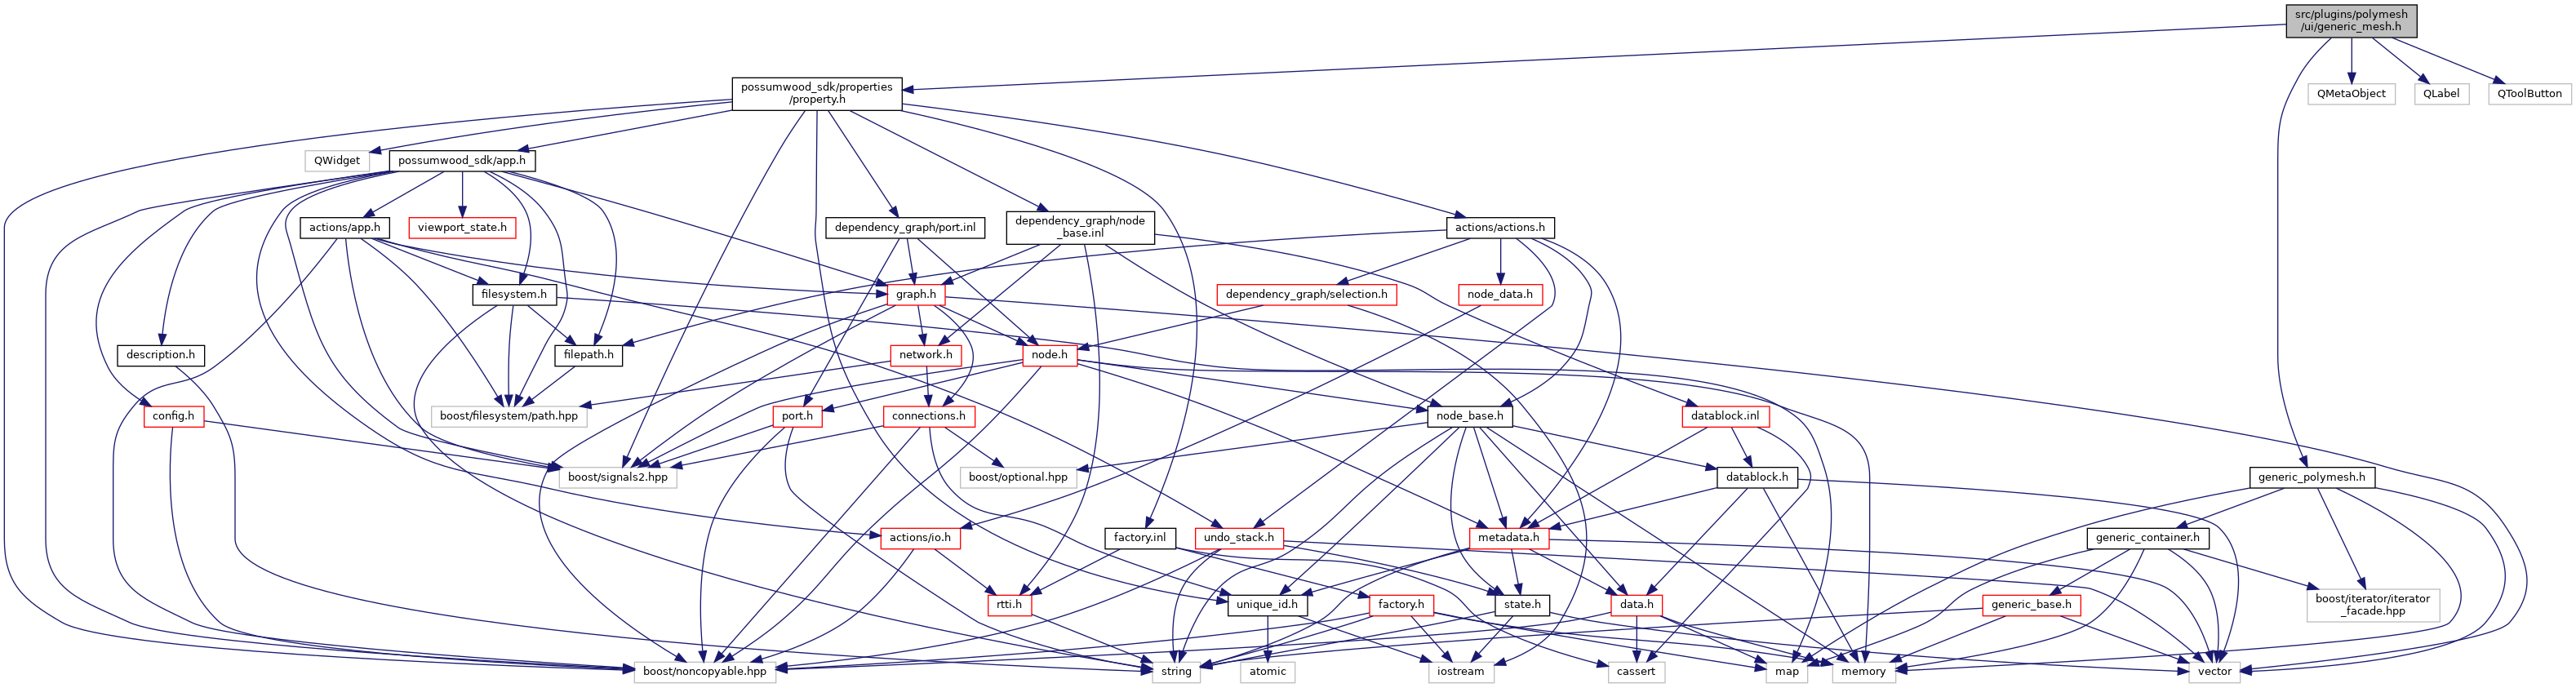 src/plugins/polymesh
/ui/generic_mesh.h
possumwood_sdk/properties
/property.h
QMetaObject
QLabel
QToolButton
QWidget
possumwood_sdk/app.h
actions/app.h
viewport_state.h
dependency_graph/port.inl
dependency_graph/node
_base.inl
actions/actions.h
filesystem.h
graph.h
dependency_graph/selection.h
node_data.h
description.h
filepath.h
network.h
node.h
config.h
boost/filesystem/path.hpp
port.h
connections.h
node_base.h
datablock.inl
boost/signals2.hpp
boost/optional.hpp
datablock.h
generic_polymesh.h
actions/io.h
factory.inl
undo_stack.h
metadata.h
generic_container.h
rtti.h
unique_id.h
factory.h
state.h
data.h
generic_base.h
boost/iterator/iterator
_facade.hpp
boost/noncopyable.hpp
string
atomic
iostream
cassert
map
memory
vector